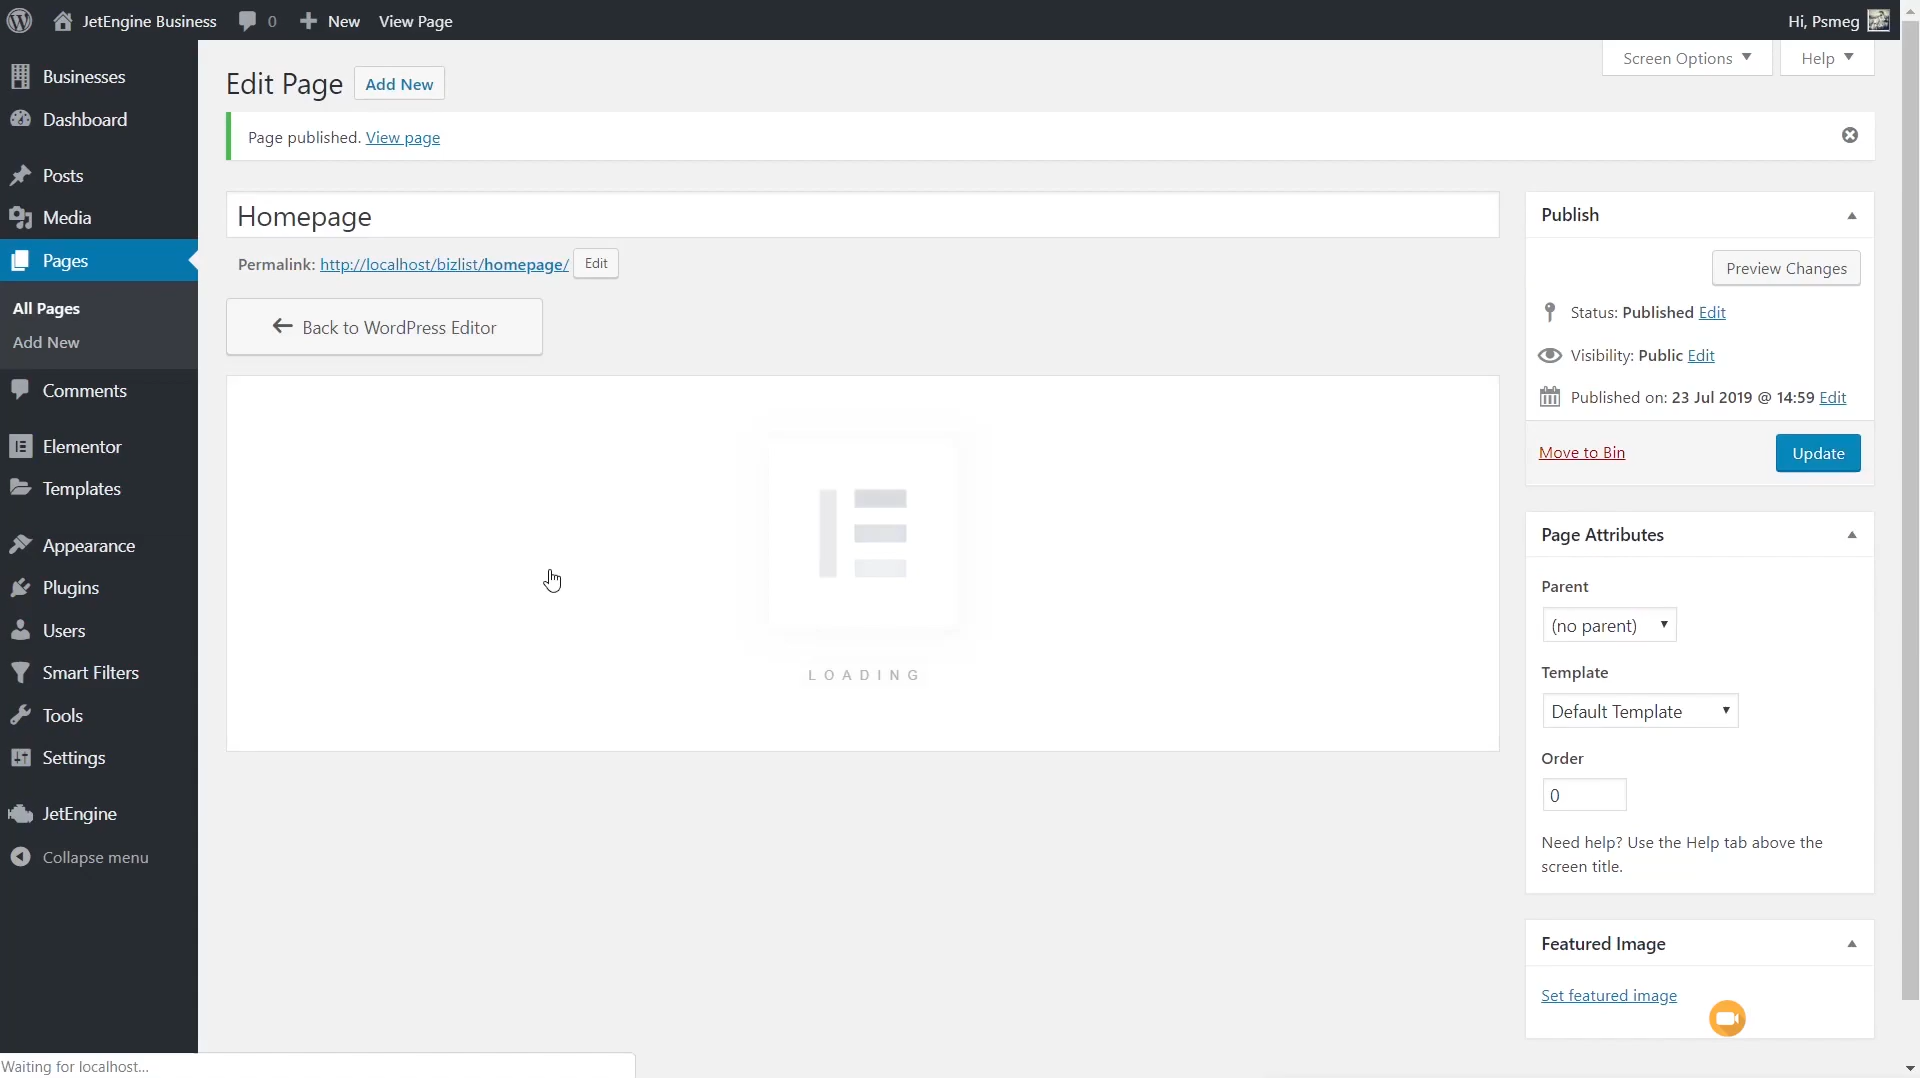 JetEngine Business
0
New
View Page
Hi, Psmeg
Businesses
Dashboard
Posts
Media
Pages
All Pages
Add New
Comments
Elementor
Templates
Appearance
Plugins
Users
Smart Filters
Tools
Settings
JetEngine
Collapse menu
Screen Options
Help
Edit Page
Add New
Page published. View page
Homepage
Permalink: http://localhost/bizlist/homepage/
Edit
Back to WordPress Editor
LOADING
Publish
Preview Changes
Status: Published Edit
Visibility: Public Edit
Published on: 23 Jul 2019 @ 14:59 Edit
Move to Bin
Update
Page Attributes
Parent
(no parent)
Template
Default Template
Order
0
Need help? Use the Help tab above the
screen title.
Featured Image
Set featured image
Waiting for localhost...